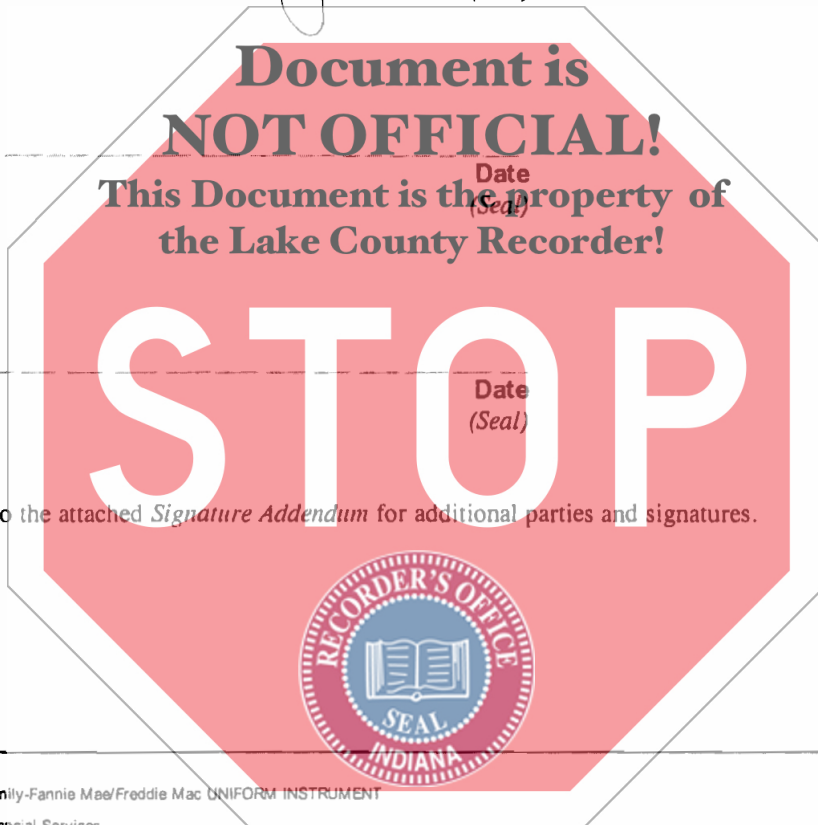 Document is
NOT OFFICIAL!
Date
This Document is the property of
(Seal)
the Lake County Recorder!
STOP
Date
(Seal)
the attached Signature Addendum for additional parties and signatures.
RECORDER'S OFFICE
SEAL
INDIANA
-Fannie Mae/Freddie Mac UNIFORM INSTRUMENT